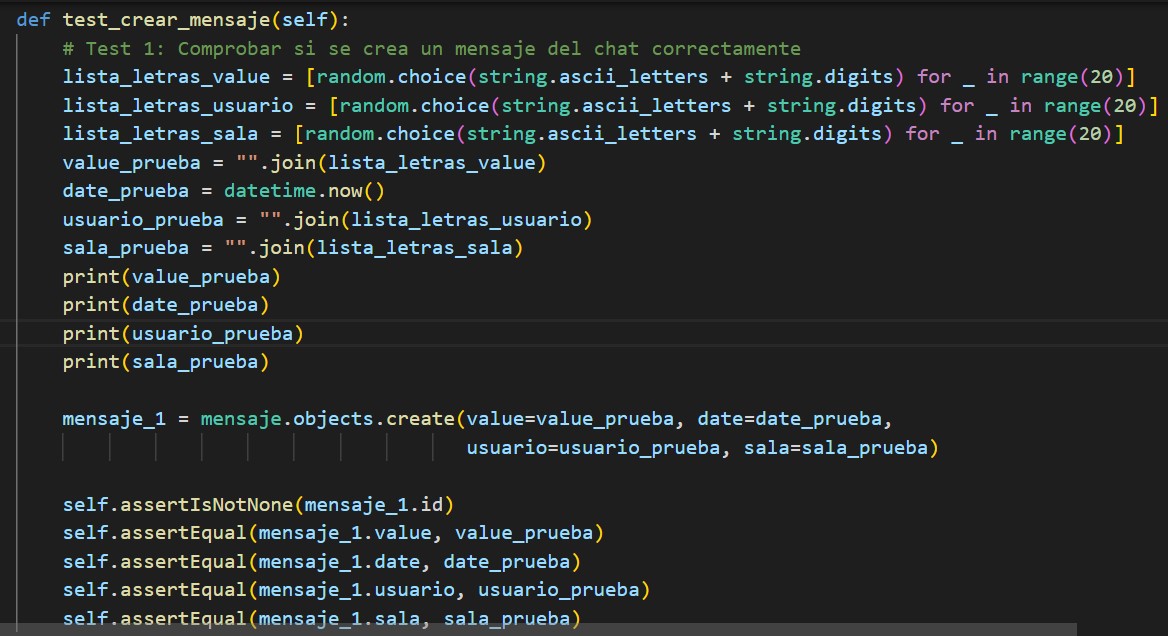 def test_crear_mensaje(self):
    # Test 1: Comprobar si se crea un mensaje del chat correctamente
    lista_letras_value = [random.choice(string.ascii_letters + string.digits) for _ in range(20)]
    lista_letras_usuario = [random.choice(string.ascii_letters + string.digits) for _ in range(20)]
    lista_letras_sala = [random.choice(string.ascii_letters + string.digits) for _ in range(20)]
    value_prueba = "".join(lista_letras_value)
    date_prueba = datetime.now()
    usuario_prueba = "".join(lista_letras_usuario)
    sala_prueba = "".join(lista_letras_sala)
    print(value_prueba)
    print(date_prueba)
    print(usuario_prueba)
    print(sala_prueba)

    mensaje_1 = mensaje.objects.create(value=value_prueba, date=date_prueba,
                                       usuario=usuario_prueba, sala=sala_prueba)

    self.assertIsNotNone(mensaje_1.id)
    self.assertEqual(mensaje_1.value, value_prueba)
    self.assertEqual(mensaje_1.date, date_prueba)
    self.assertEqual(mensaje_1.usuario, usuario_prueba)
    self.assertEqual(mensaje_1.sala, sala_prueba)